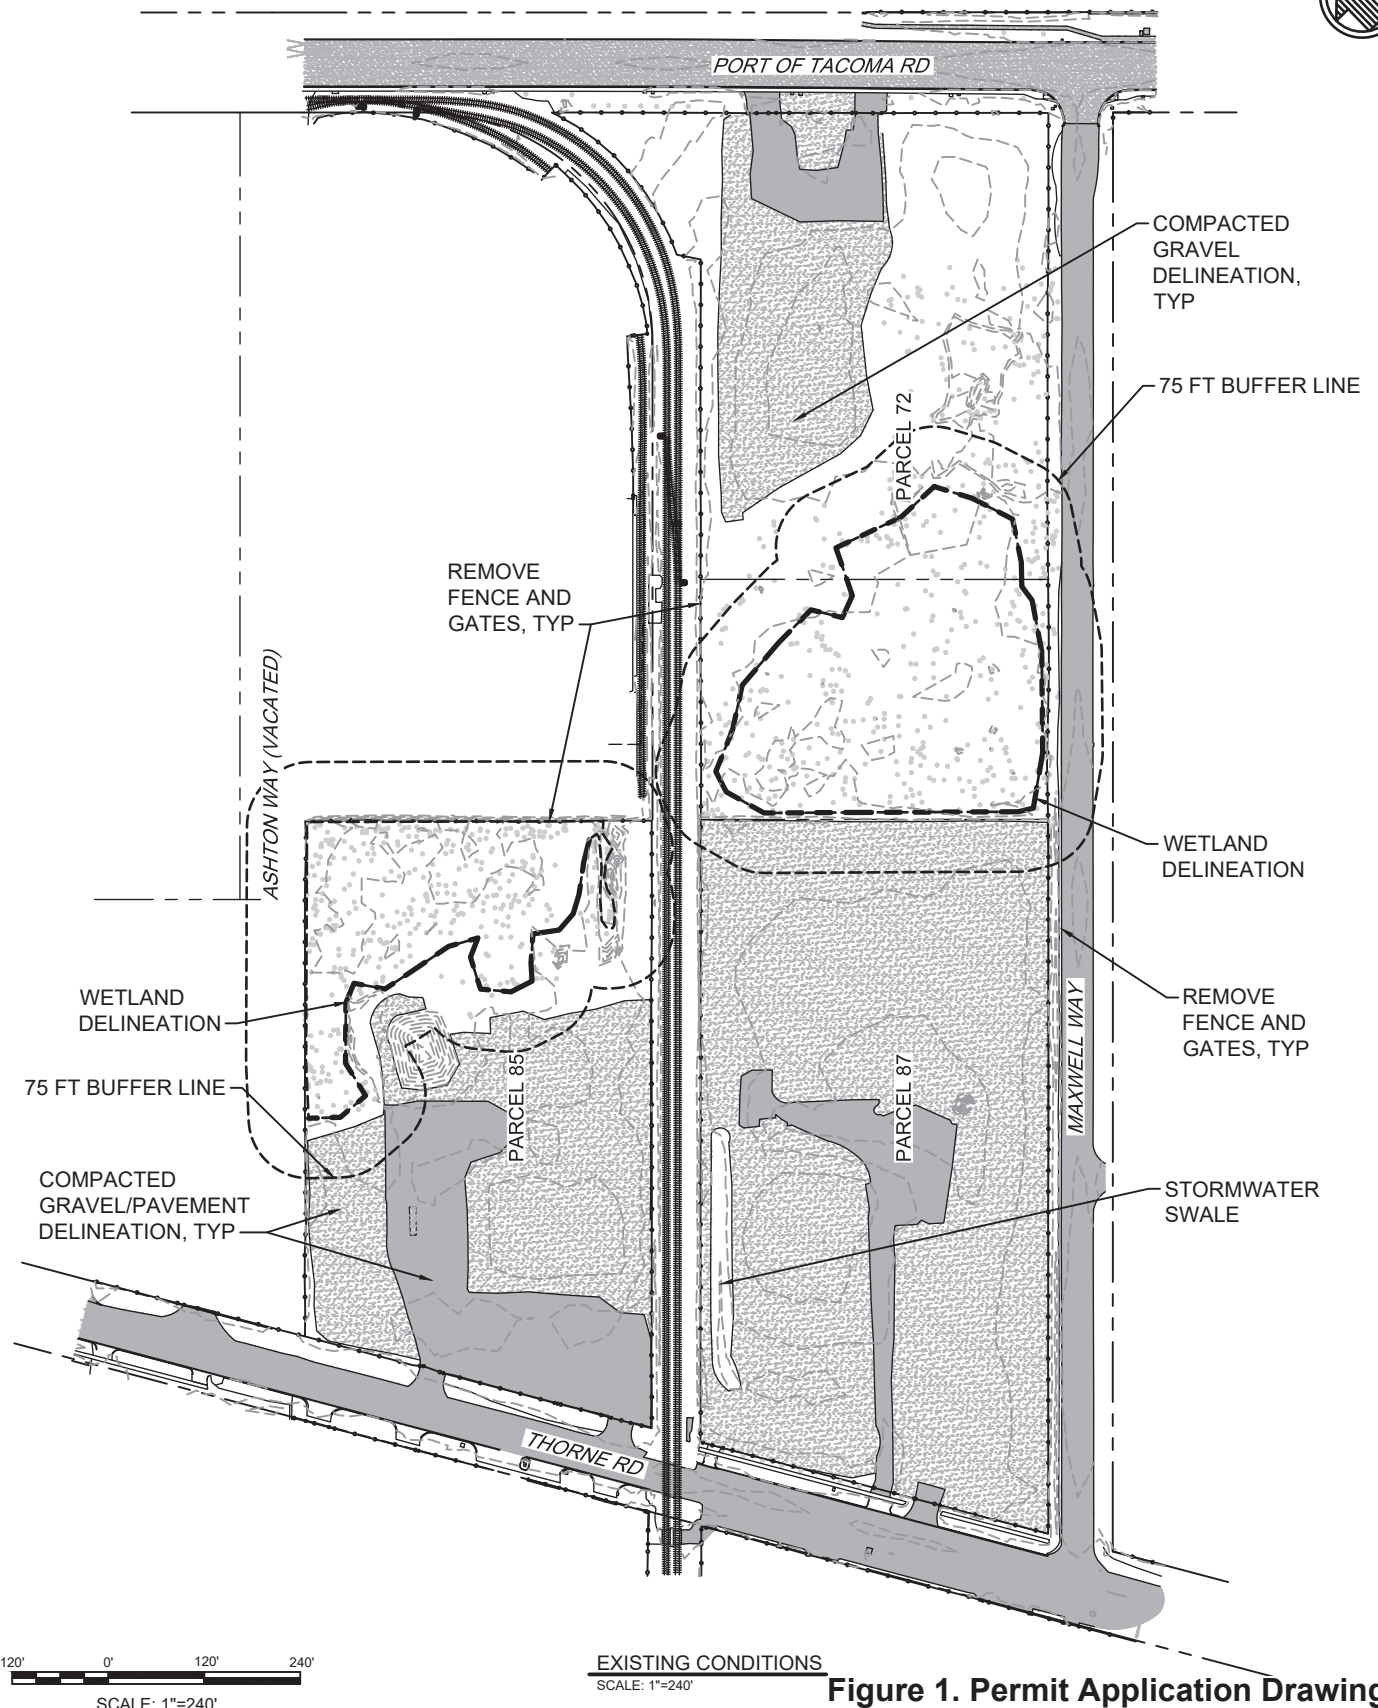 PORT OF TACOMA RD
COMPACTED
GRAVEL
DELINEATION,
TYP
75 FT BUFFER LINE
PARCEL 72
REMOVE
FENCE AND
GATES, TYP
ASHTON WAY (VACATED)
WETLAND
DELINEATION
WETLAND
DELINEATION
REMOVE
FENCE AND
GATES, TYP
MAXWELL WAY
75 FT BUFFER LINE
PARCEL 85
PARCEL 87
COMPACTED
GRAVEL/PAVEMENT
DELINEATION, TYP
STORMWATER
SWALE
THORNE RD
120' 0' 120' 240'
SCALE: 1"=240'
EXISTING CONDITIONS
SCALE: 1"=240'
Figure 1. Permit Application Drawing